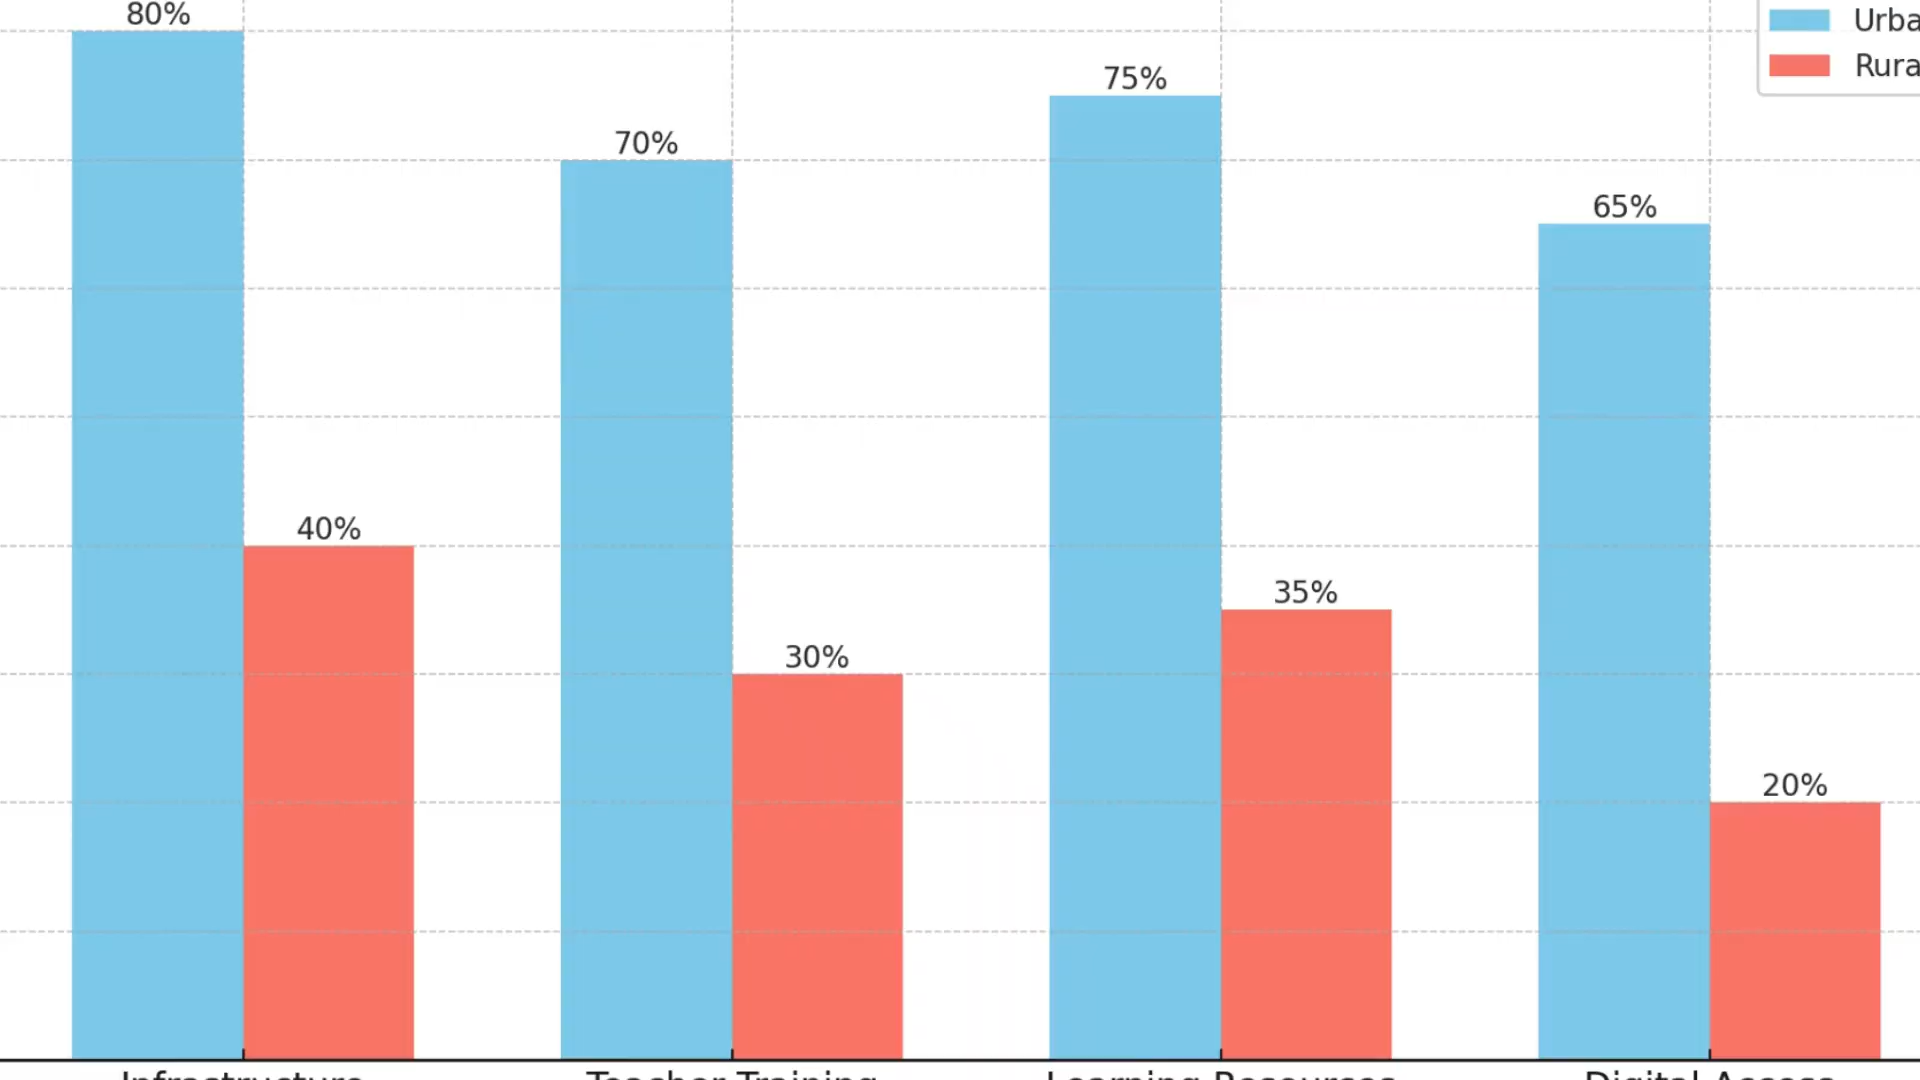 80%
Urba
Rura
75%
70%
65%
40%
35%
30%
20%
Infrastructure
Teacher Training
Learning Resources
Digital Access